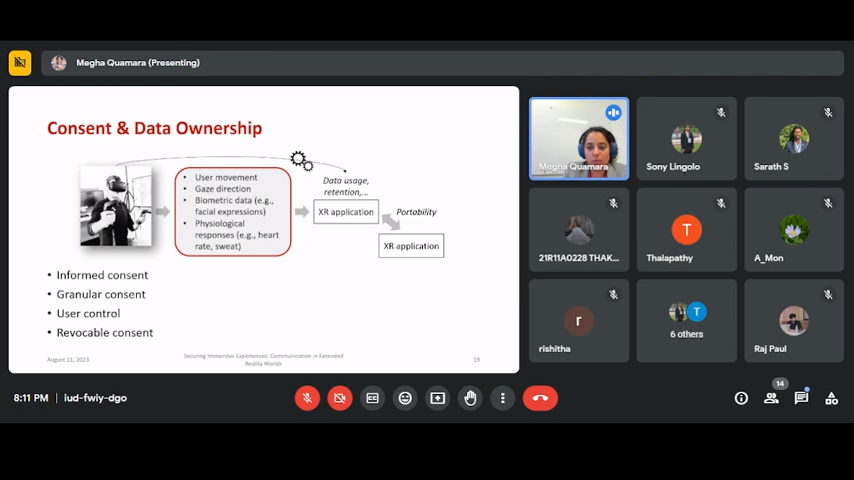 Megha Quamara (Presenting)
Consent & Data Ownership
• User movement
• Gaze direction
• Biometric data (e.g.,
facial expressions)
• Physiological
responses (e.g., heart
rate, sweat)
Data usage,
retention,...
XR application
Portability
XR application
• Informed consent
• Granular consent
• User control
• Revocable consent
August 11, 2023
Securing Immersive Experiences: Communication in Extended
Reality Worlds
19
Megha Quamara
Sony Lingolo
Sarath S
21R11A0228 THAK...
T
Thalapathy
A_Mon
r
rishitha
T
6 others
Raj Paul
8:11 PM | iud-fwiy-dgo
CC
14